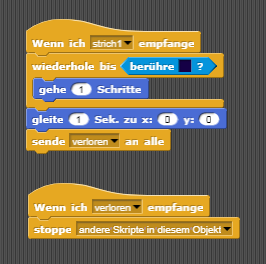 Wenn ich strich1 empfange
wiederhole bis berühre ?
gehe 1 Schritte
gleite 1 Sek. zu x: 0 y: 0
sende verloren an alle
Wenn ich verloren empfange
stoppe andere Skripte in diesem Objekt